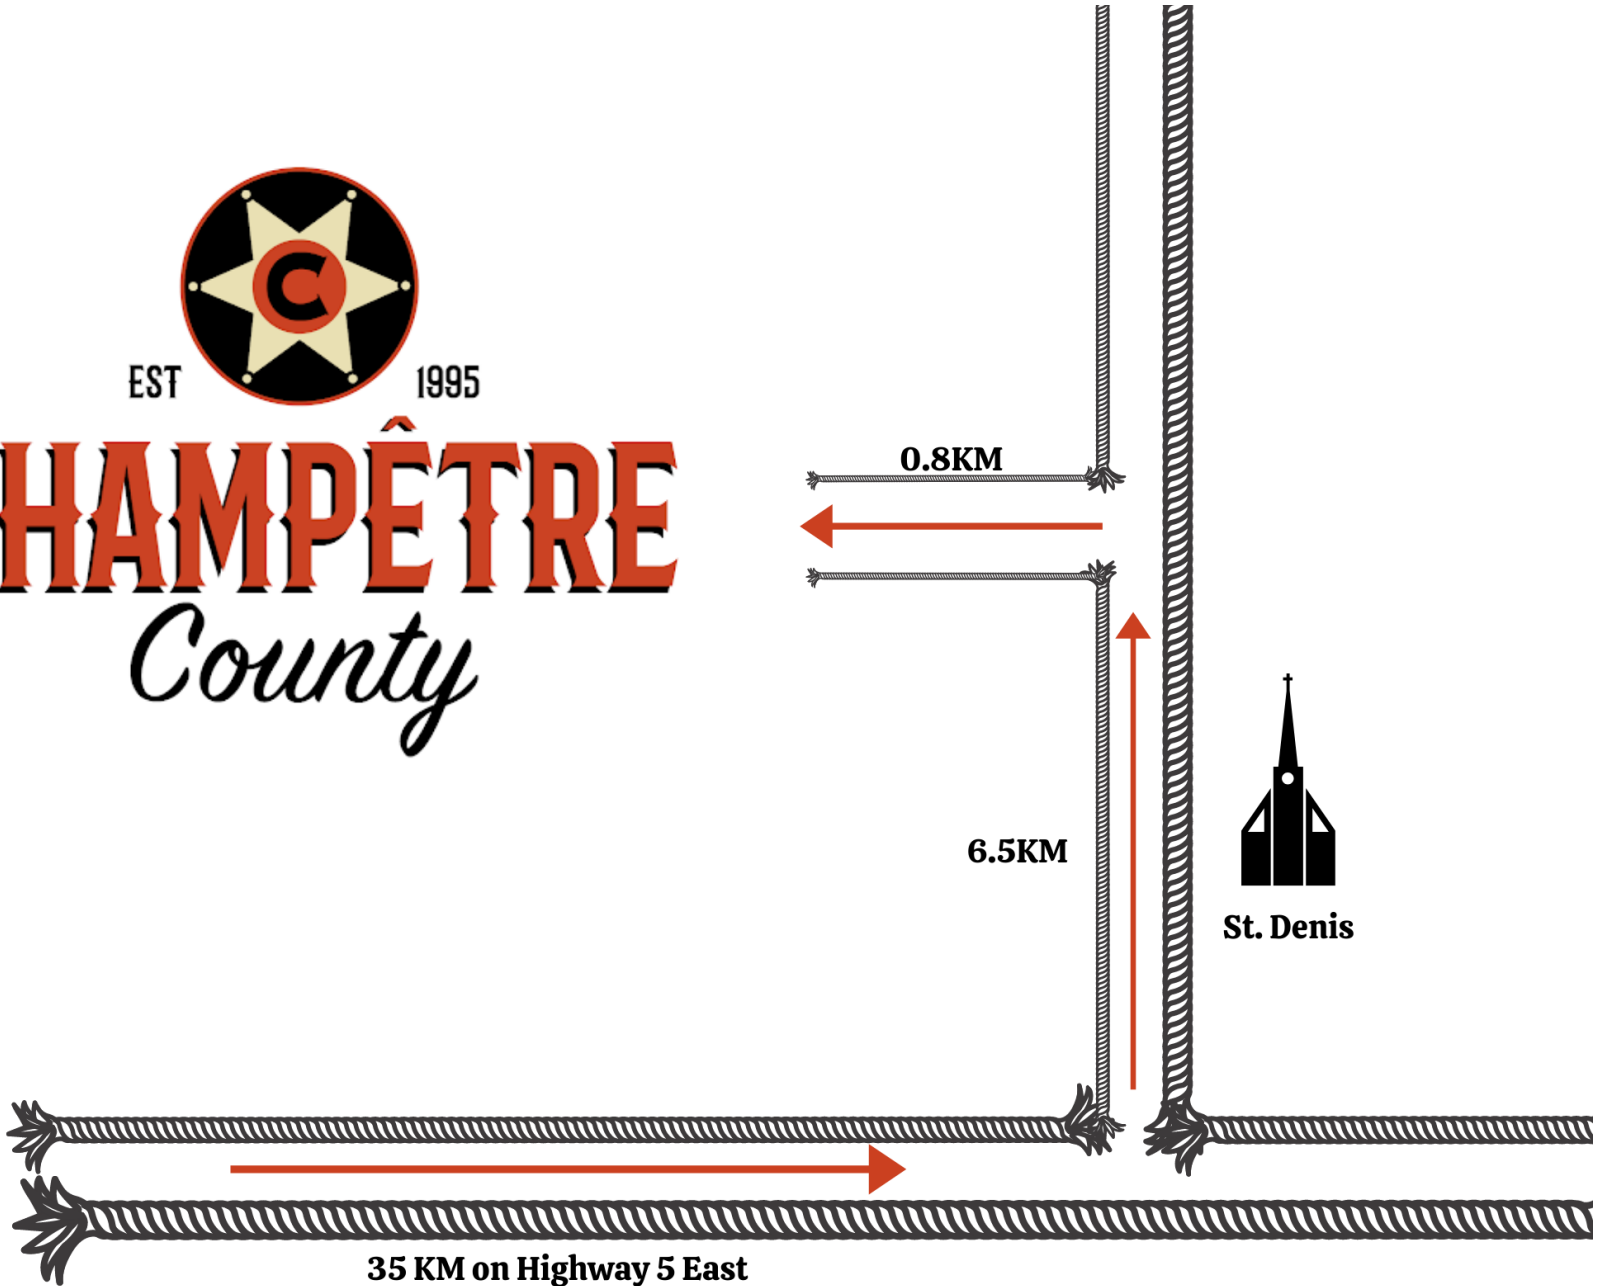 C
EST 1995
HAMPÊTRE
County
0.8KM
6.5KM
St. Denis
35 KM on Highway 5 East